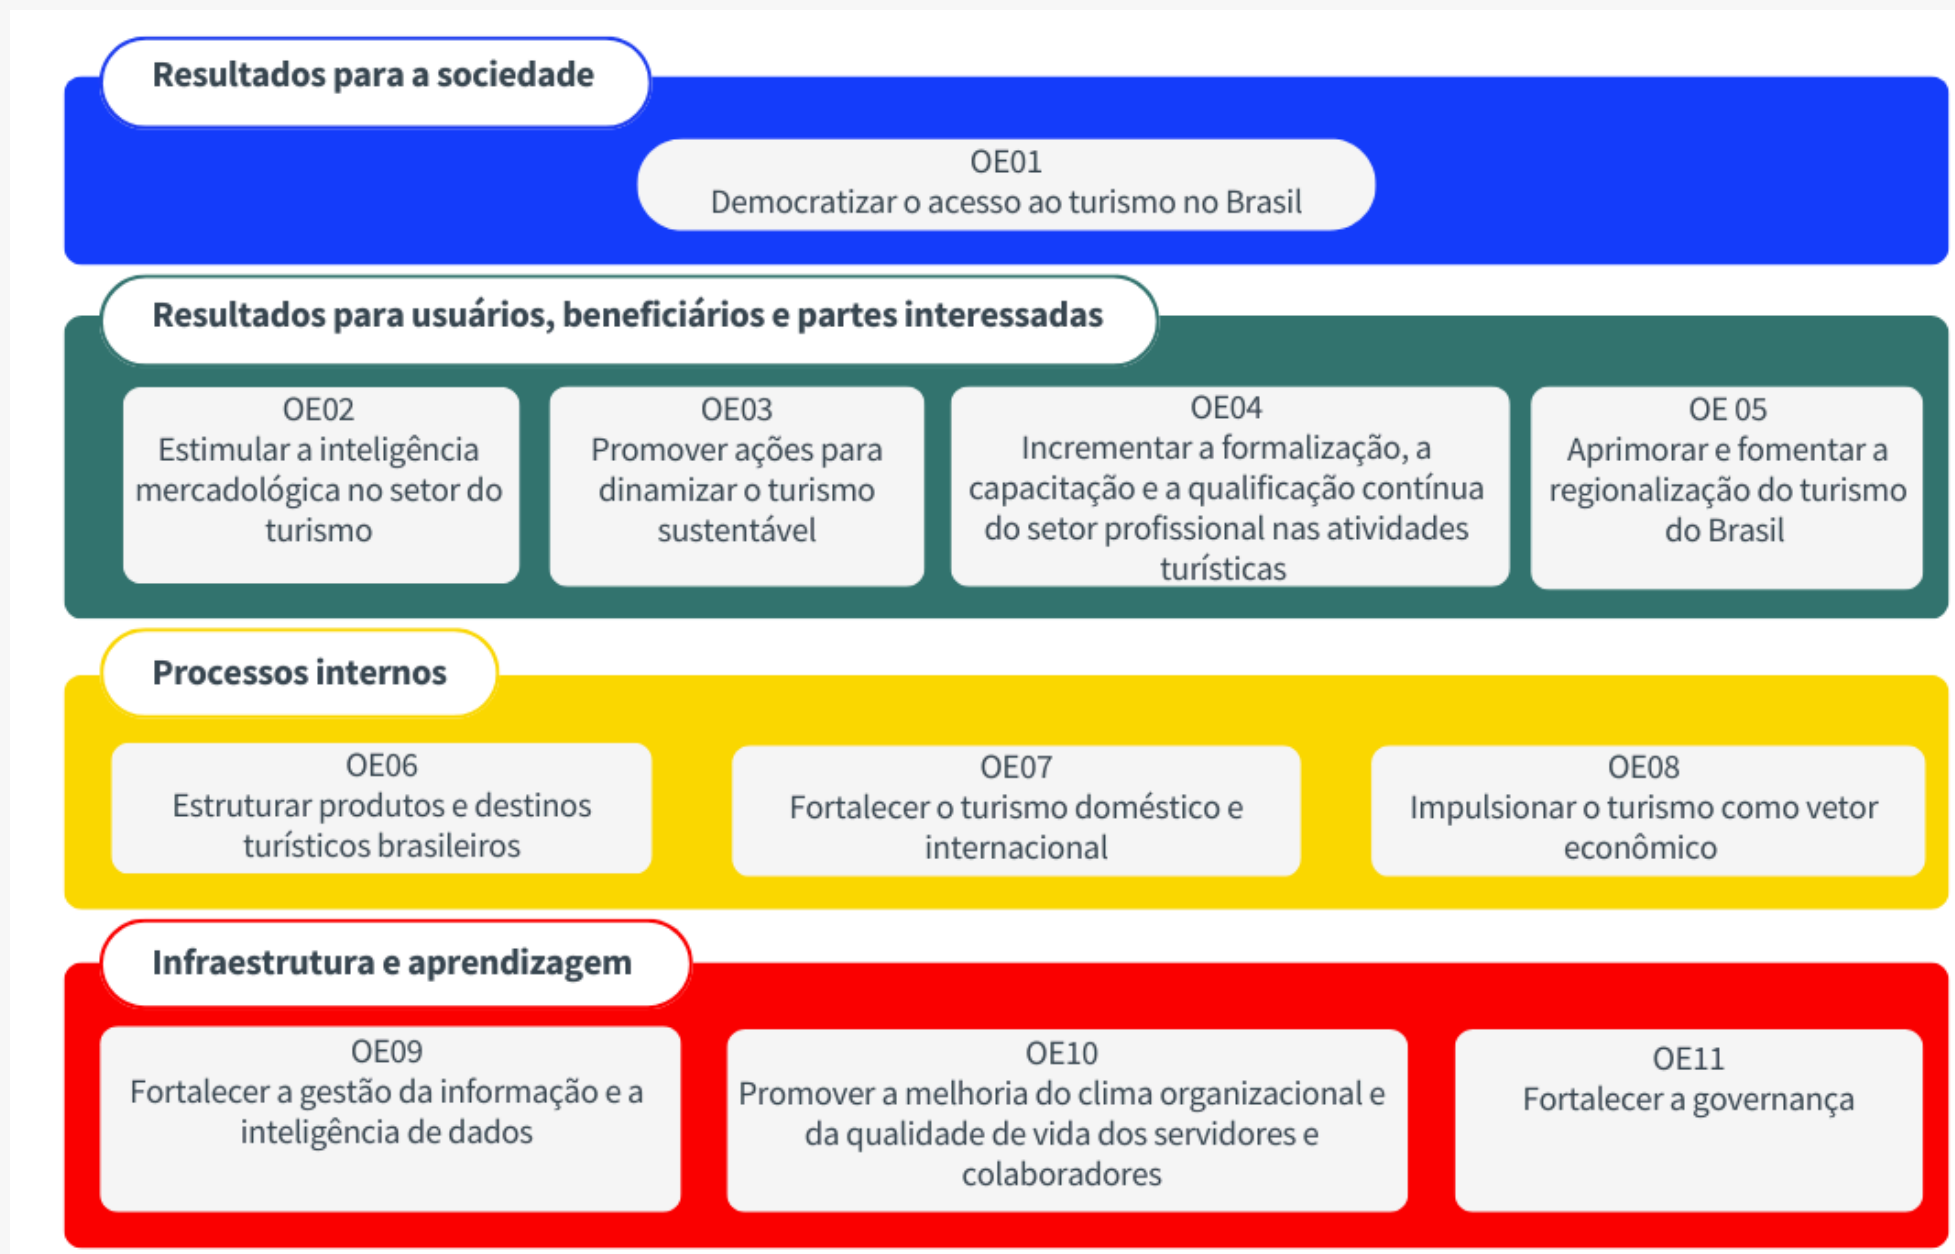 Resultados para a sociedade
OE01
Democratizar o acesso ao turismo no Brasil
Resultados para usuários, beneficiários e partes interessadas
OE02
Estimular a inteligência
mercadológica no setor do
turismo
OE03
Promover ações para
dinamizar o turismo
sustentável
OE04
Incrementar a formalização, a
capacitação e a qualificação contínua
do setor profissional nas atividades
turísticas
OE 05
Aprimorar e fomentar a
regionalização do turismo
do Brasil
Processos internos
OE06
Estruturar produtos e destinos
turísticos brasileiros
OE07
Fortalecer o turismo doméstico e
internacional
OE08
Impulsionar o turismo como vetor
econômico
Infraestrutura e aprendizagem
OE09
Fortalecer a gestão da informação e a
inteligência de dados
OE10
Promover a melhoria do clima organizacional e
da qualidade de vida dos servidores e
colaboradores
OE11
Fortalecer a governança